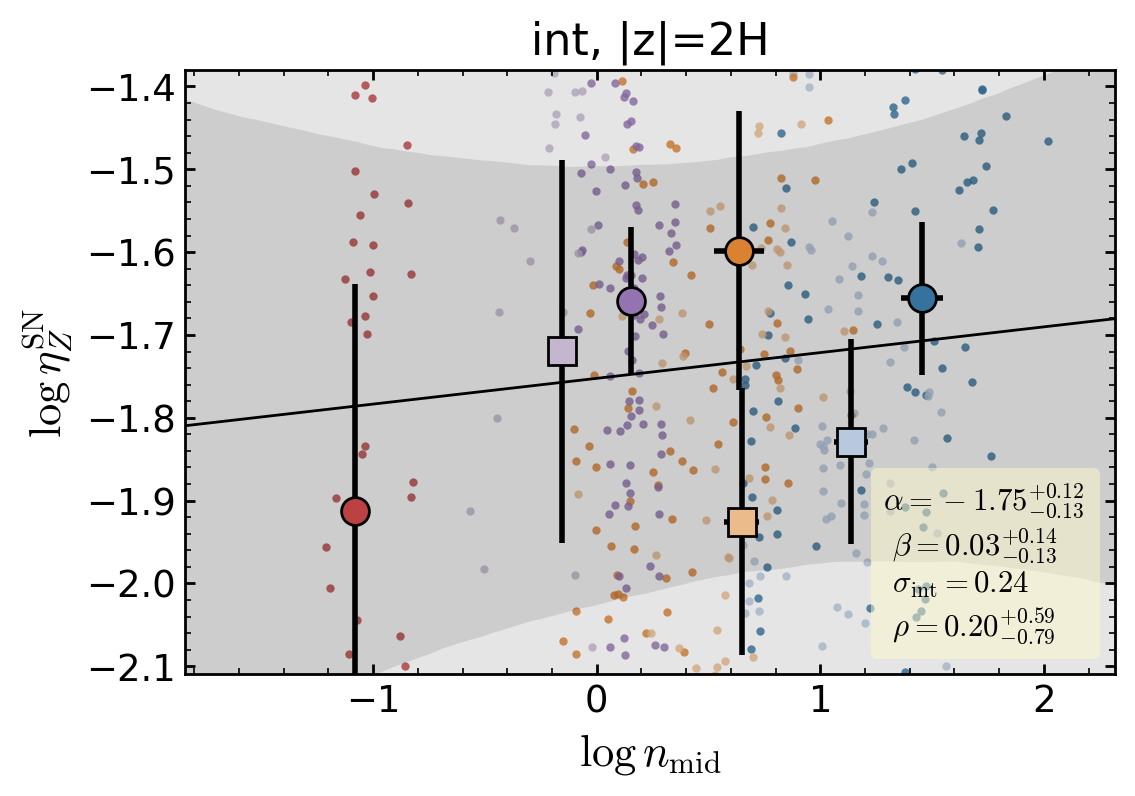 int, |z|=2H
−1.4
−1.5
−1.6
−1.7
−1.8
−1.9
−2.0
−2.1
log η_Z^SN
α = −1.75^{+0.12}_{−0.13}
β = 0.03^{+0.14}_{−0.13}
σ_int = 0.24
ρ = 0.20^{+0.59}_{−0.79}
−1 0 1 2
log n_mid